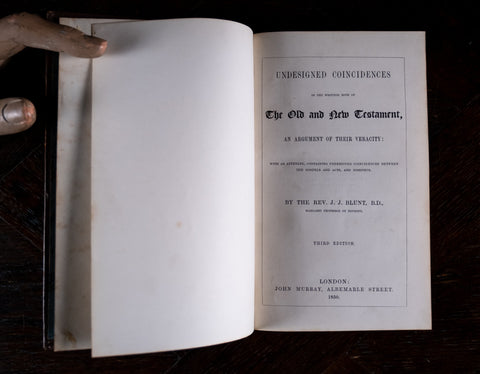 UNDESIGNED COINCIDENCES
IN THE WRITINGS BOTH OF
The Old and New Testament,
AN ARGUMENT OF THEIR VERACITY:
WITH AN APPENDIX, CONTAINING UNDESIGNED COINCIDENCES BETWEEN
THE GOSPELS AND ACTS, AND JOSEPHUS.
BY THE REV. J. J. BLUNT, B.D.,
MARGARET PROFESSOR OF DIVINITY.
THIRD EDITION.
LONDON:
JOHN MURRAY, ALBEMARLE STREET.
1850.